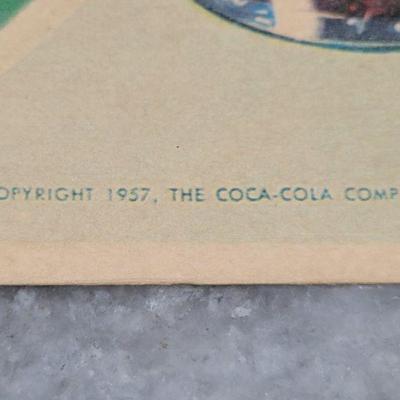 OPYRIGHT 1957, THE COCA-COLA COMP